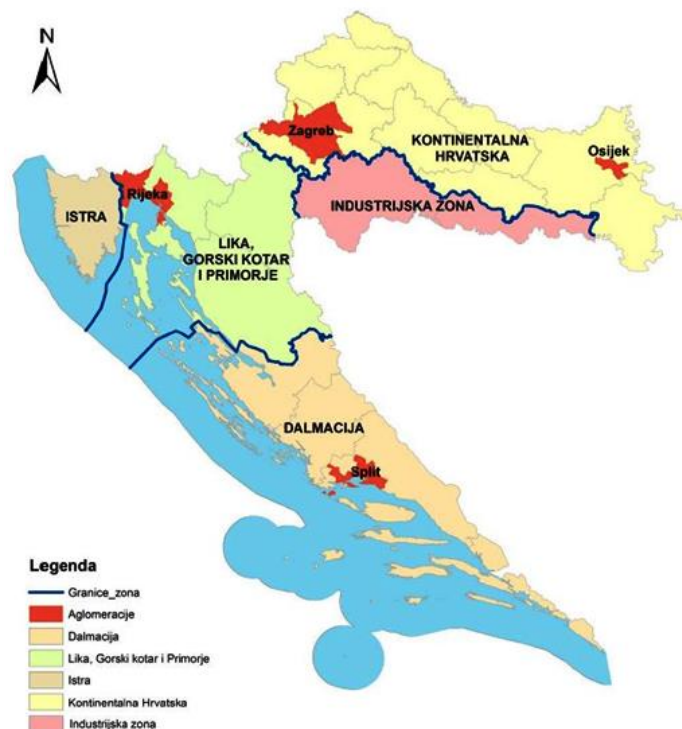 N
Zagreb
KONTINENTALNA
HRVATSKA
Osijek
Rijeka
ISTRA
INDUSTRIJSKA ZONA
LIKA,
GORSKI KOTAR
I PRIMORJE
DALMACIJA
Split
Legenda
Granice_zona
Aglomeracije
Dalmacija
Lika, Gorski kotar i Primorje
Istra
Kontinentalna Hrvatska
Industrijska zona